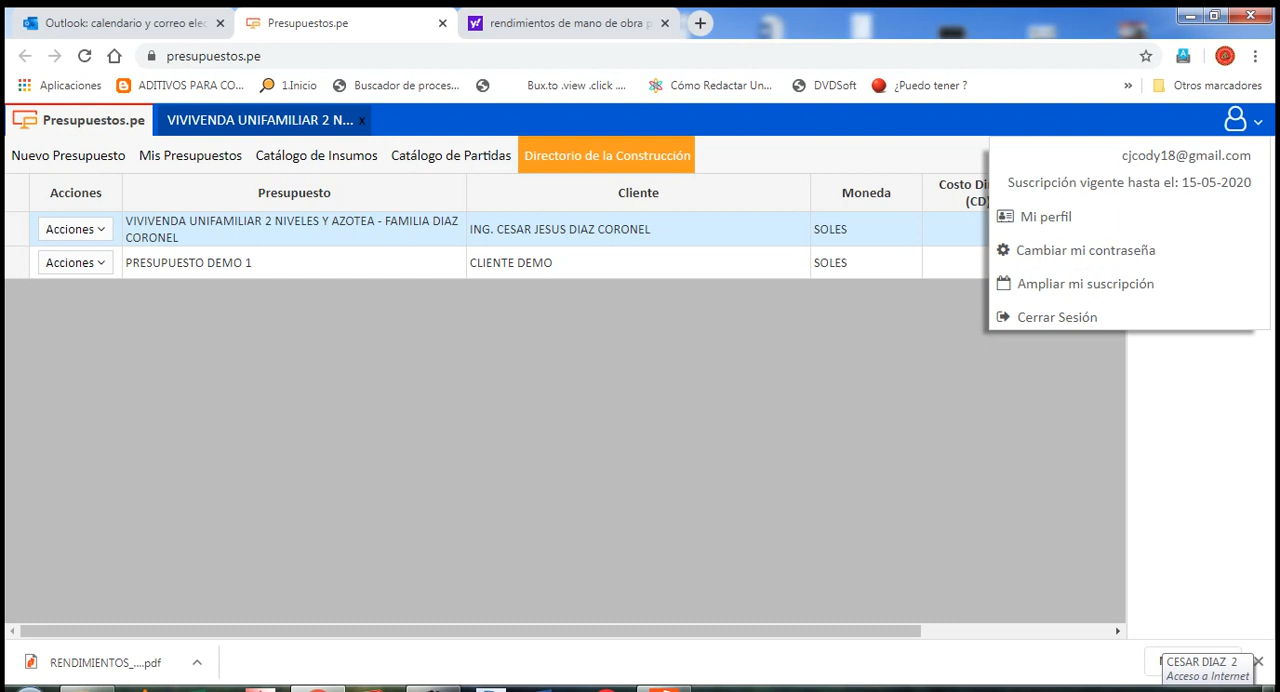 Outlook: calendario y correo elec
Presupuestos.pe
rendimientos de mano de obra p
presupuestos.pe
Aplicaciones
ADITIVOS PARA CO...
1.Inicio
Buscador de proces...
Bux.to .view .click ....
Cómo Redactar Un...
DVDSoft
¿Puedo tener ?
»
Otros marcadores
Presupuestos.pe
VIVIVENDA UNIFAMILIAR 2 N... x
Nuevo Presupuesto
Mis Presupuestos
Catálogo de Insumos
Catálogo de Partidas
Directorio de la Construcción
cjcody18@gmail.com
Suscripción vigente hasta el: 15-05-2020
Mi perfil
Cambiar mi contraseña
Ampliar mi suscripción
Cerrar Sesión
Acciones
Presupuesto
Cliente
Moneda
Costo Di
(CD)
Acciones
VIVIVENDA UNIFAMILIAR 2 NIVELES Y AZOTEA - FAMILIA DIAZ
CORONEL
ING. CESAR JESUS DIAZ CORONEL
SOLES
Acciones
PRESUPUESTO DEMO 1
CLIENTE DEMO
SOLES
RENDIMIENTOS_....pdf
CESAR DIAZ 2
Acceso a Internet